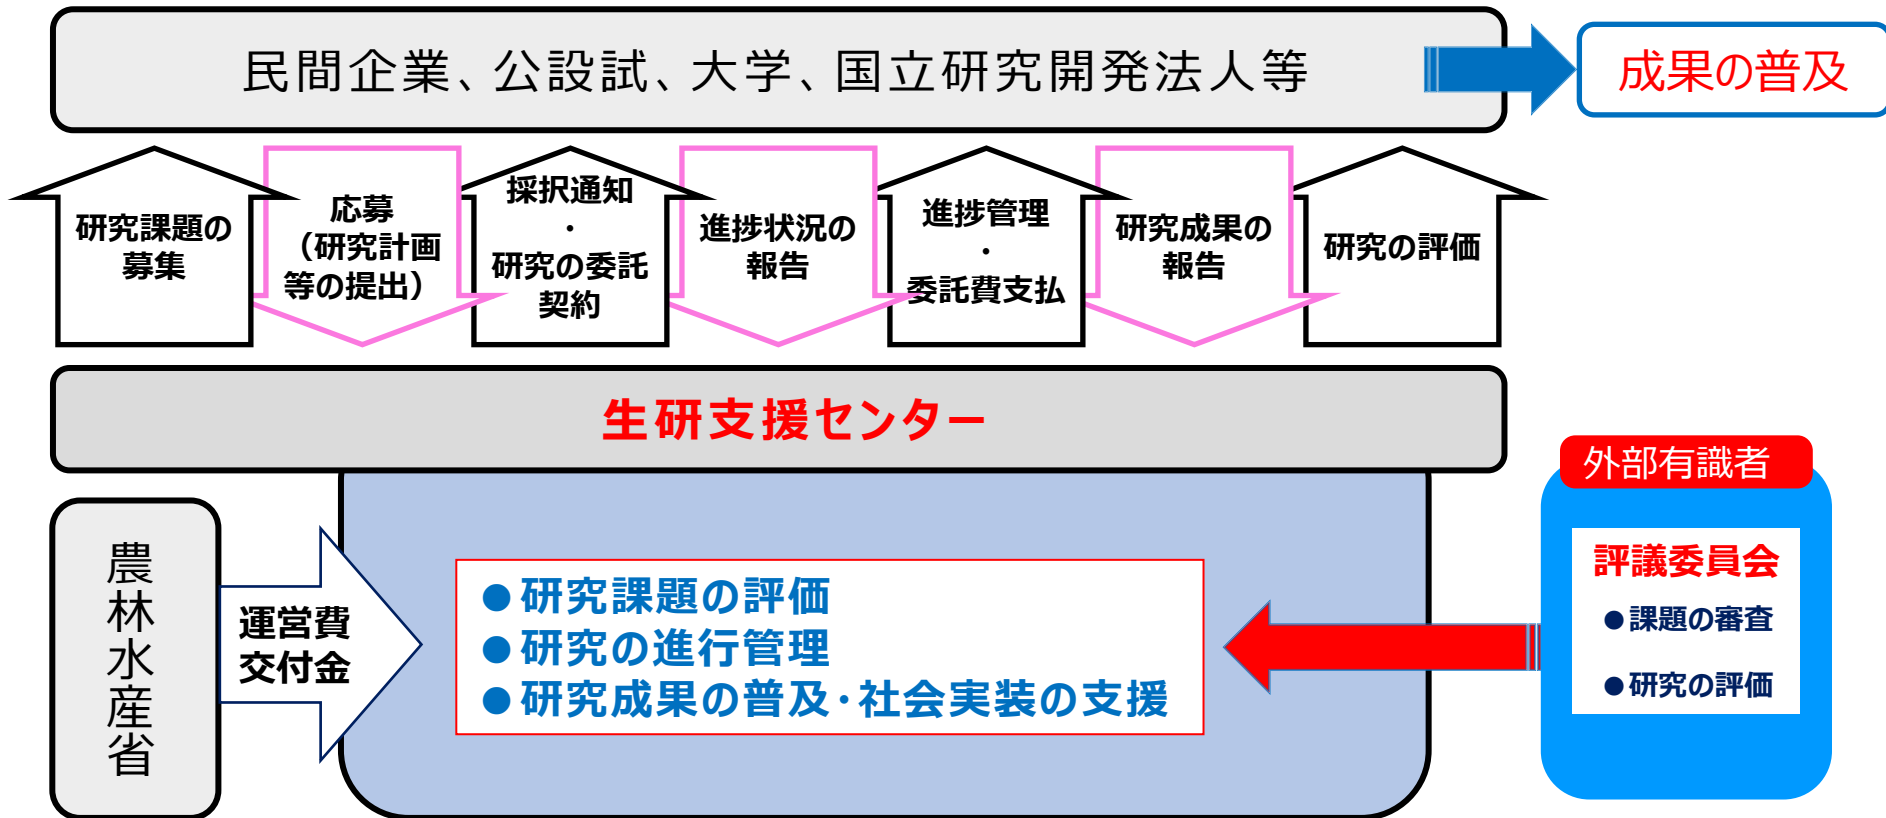 民間企業、公設試、大学、国立研究開発法人等
成果の普及
研究課題の
募集
応募
（研究計画
等の提出）
採択通知
・
研究の委託
契約
進捗状況の
報告
進捗管理
・
委託費支払
研究成果の
報告
研究の評価
生研支援センター
農林水産省
運営費
交付金
●研究課題の評価
●研究の進行管理
●研究成果の普及・社会実装の支援
外部有識者
評議委員会
●課題の審査
●研究の評価